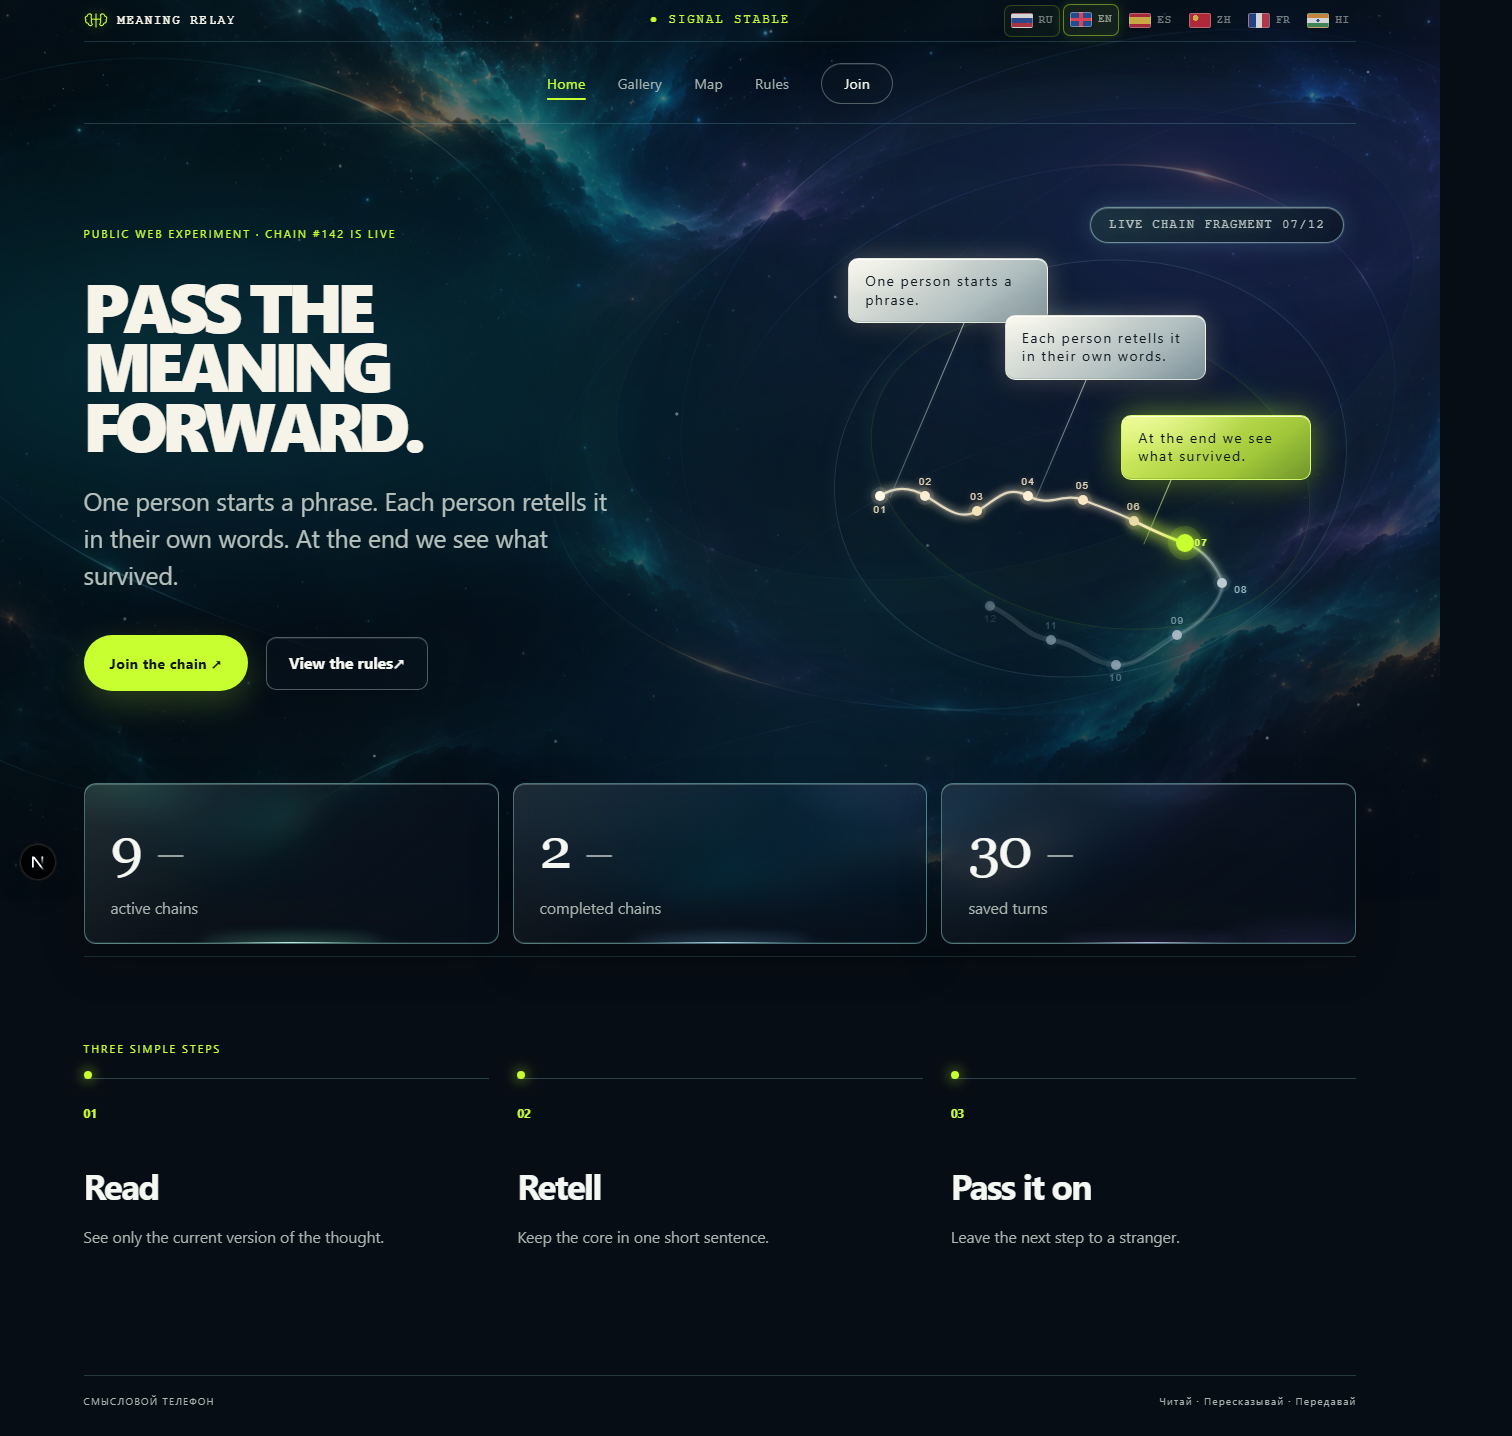 MEANING RELAY
SIGNAL STABLE
RU
EN
ES
ZH
FR
HI
Home
Gallery
Map
Rules
Join
PUBLIC WEB EXPERIMENT · CHAIN #142 IS LIVE
PASS THE
MEANING
FORWARD.
One person starts a phrase. Each person retells it
in their own words. At the end we see what
survived.
Join the chain ↗
View the rules↗
LIVE CHAIN FRAGMENT 07/12
One person starts a
phrase.
Each person retells it
in their own words.
At the end we see
what survived.
01
02
03
04
05
06
07
08
09
10
11
12
9 —
active chains
2 —
completed chains
30 —
saved turns
N
THREE SIMPLE STEPS
01
Read
See only the current version of the thought.
02
Retell
Keep the core in one short sentence.
03
Pass it on
Leave the next step to a stranger.
СМЫСЛОВОЙ ТЕЛЕФОН
Читай · Пересказывай · Передавай